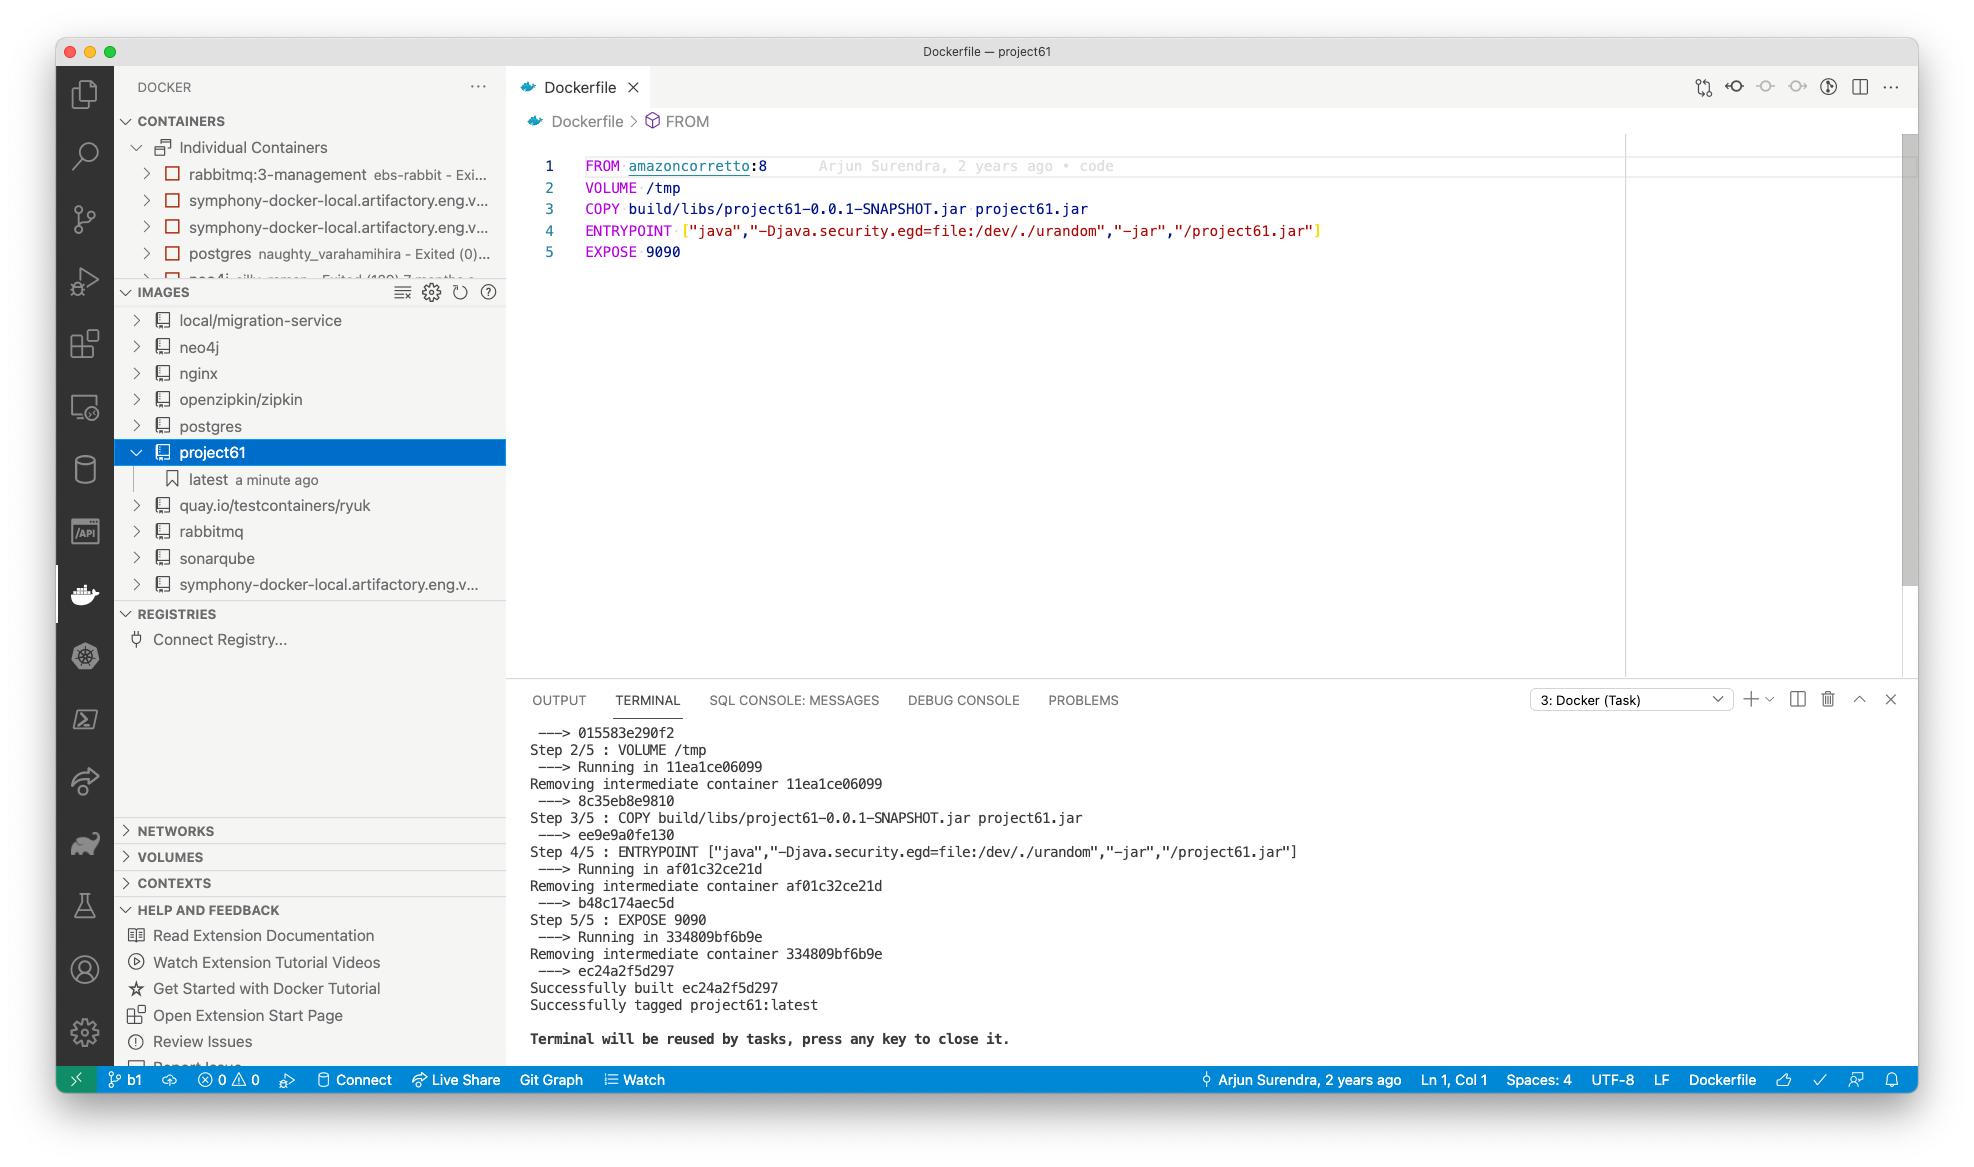 Dockerfile — project61
DOCKER
CONTAINERS
Individual Containers
rabbitmq:3-management ebs-rabbit - Exi...
symphony-docker-local.artifactory.eng.v...
symphony-docker-local.artifactory.eng.v...
postgres naughty_varahamihira - Exited (0)...
IMAGES
local/migration-service
neo4j
nginx
openzipkin/zipkin
postgres
project61
latest a minute ago
quay.io/testcontainers/ryuk
rabbitmq
sonarqube
symphony-docker-local.artifactory.eng.v...
REGISTRIES
Connect Registry...
NETWORKS
VOLUMES
CONTEXTS
HELP AND FEEDBACK
Read Extension Documentation
Watch Extension Tutorial Videos
Get Started with Docker Tutorial
Open Extension Start Page
Review Issues
Report Issue
/API
Dockerfile
Dockerfile > FROM
1 FROM amazoncorretto:8 Arjun Surendra, 2 years ago • code
2 VOLUME /tmp
3 COPY build/libs/project61-0.0.1-SNAPSHOT.jar project61.jar
4 ENTRYPOINT ["java","-Djava.security.egd=file:/dev/./urandom","-jar","/project61.jar"]
5 EXPOSE 9090
OUTPUT TERMINAL SQL CONSOLE: MESSAGES DEBUG CONSOLE PROBLEMS 3: Docker (Task)
---> 015583e290f2
Step 2/5 : VOLUME /tmp
---> Running in 11ea1ce06099
Removing intermediate container 11ea1ce06099
---> 8c35eb8e9810
Step 3/5 : COPY build/libs/project61-0.0.1-SNAPSHOT.jar project61.jar
---> ee9e9a0fe130
Step 4/5 : ENTRYPOINT ["java","-Djava.security.egd=file:/dev/./urandom","-jar","/project61.jar"]
---> Running in af01c32ce21d
Removing intermediate container af01c32ce21d
---> b48c174aec5d
Step 5/5 : EXPOSE 9090
---> Running in 334809bf6b9e
Removing intermediate container 334809bf6b9e
---> ec24a2f5d297
Successfully built ec24a2f5d297
Successfully tagged project61:latest
Terminal will be reused by tasks, press any key to close it.
b1 0 0 Connect Live Share Git Graph Watch Arjun Surendra, 2 years ago Ln 1, Col 1 Spaces: 4 UTF-8 LF Dockerfile